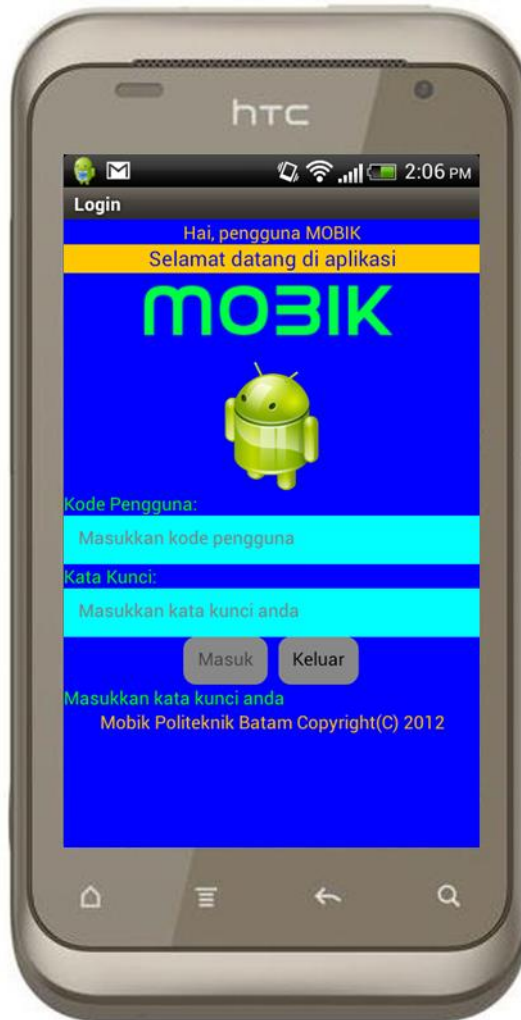 hTC
2:06 PM
Login
Hai, pengguna MOBIK
Selamat datang di aplikasi
MOBIK
Kode Pengguna:
Masukkan kode pengguna
Kata Kunci:
Masukkan kata kunci anda
Masuk Keluar
Masukkan kata kunci anda
Mobik Politeknik Batam Copyright(C) 2012